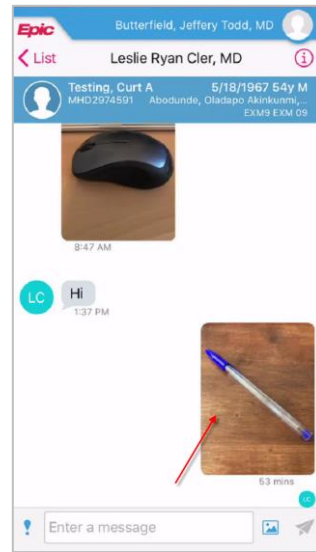 Epic
Butterfield, Jeffery Todd, MD
List
Leslie Ryan Cler, MD
Testing, Curt A 5/18/1967 54y M
MHD2974591 Abodunde, Oladapo Akinkunmi,...
EXM9 EXM 09
8:47 AM
LC
Hi
1:37 PM
53 mins
LC
Enter a message